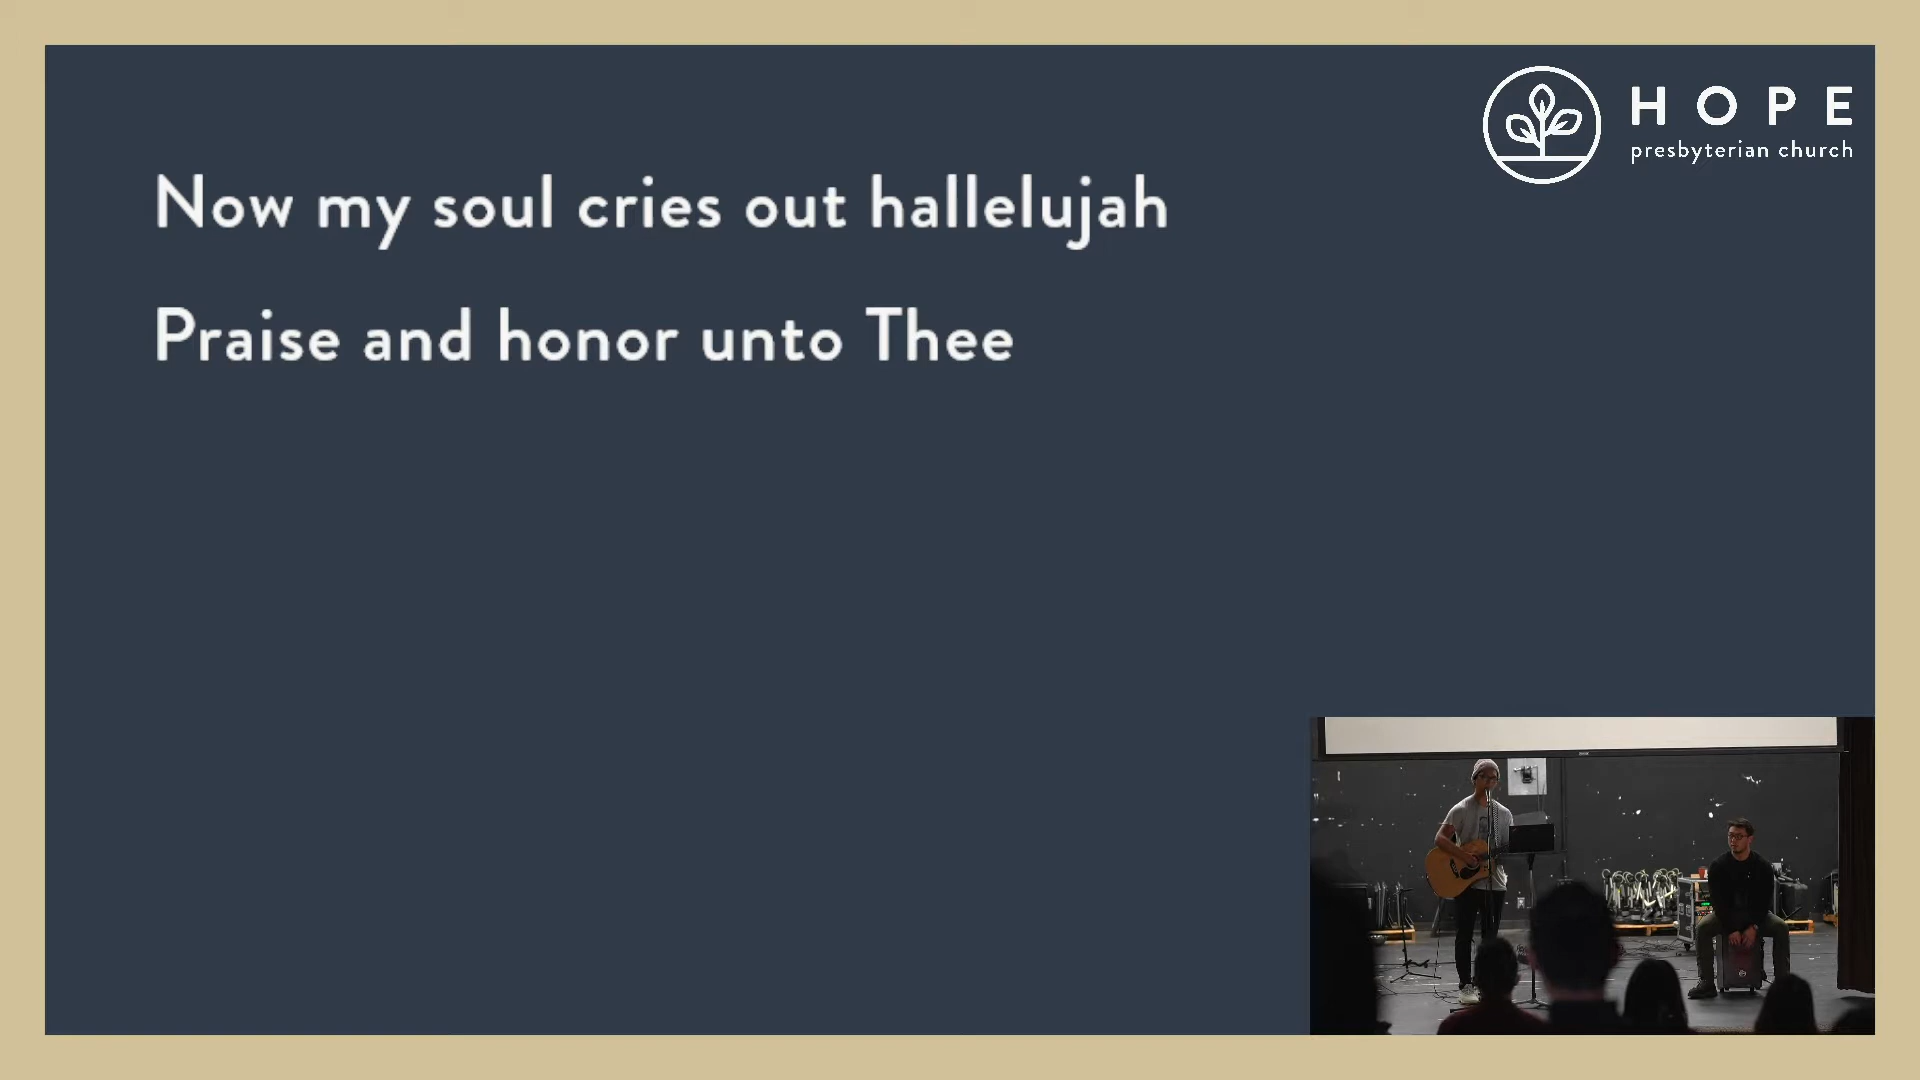 HOPE
presbyterian church
Now my soul cries out hallelujah
Praise and honor unto Thee